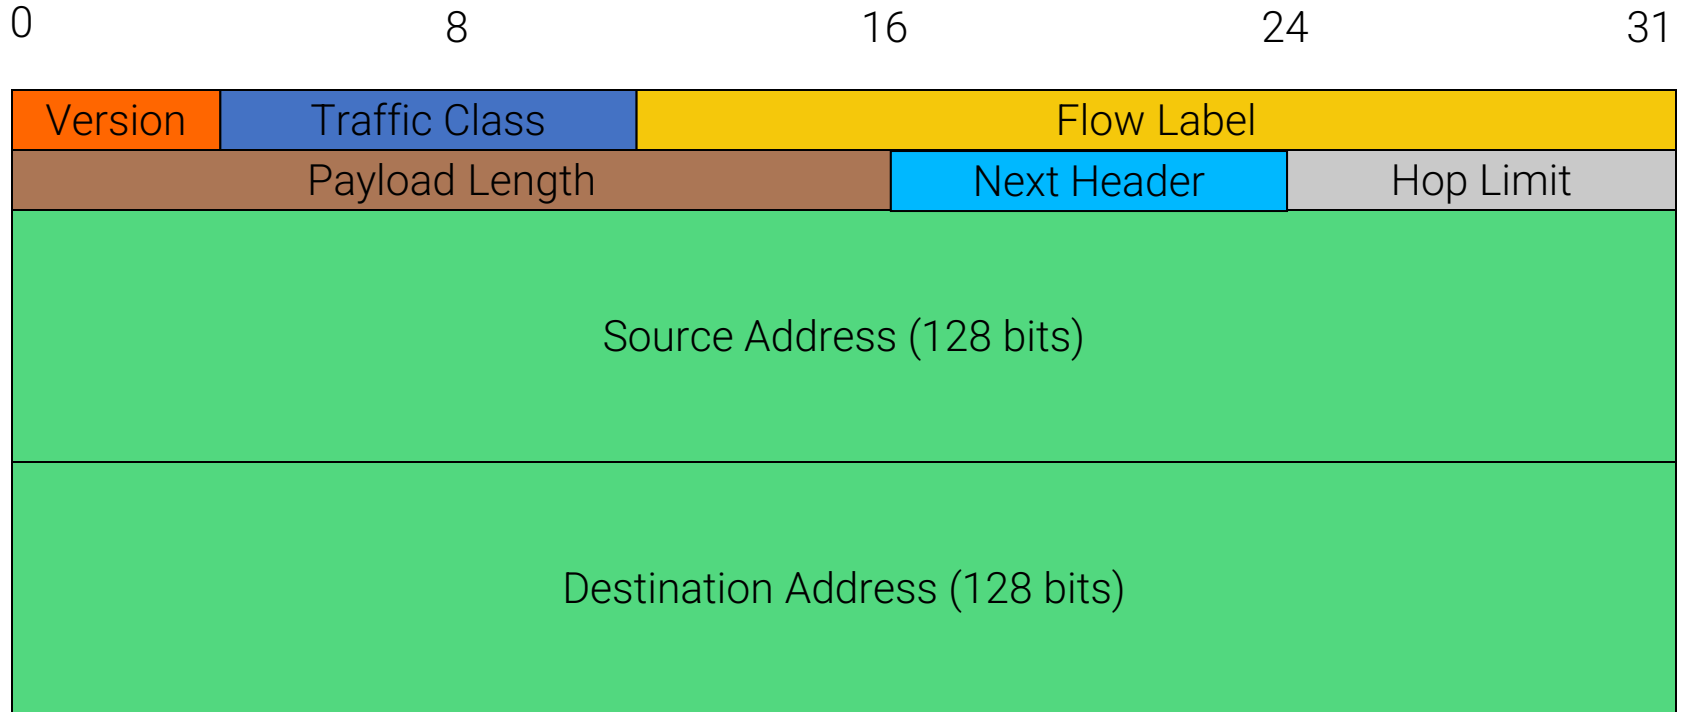 0 8 16 24 31
Version Traffic Class Flow Label
Payload Length Next Header Hop Limit
Source Address (128 bits)
Destination Address (128 bits)